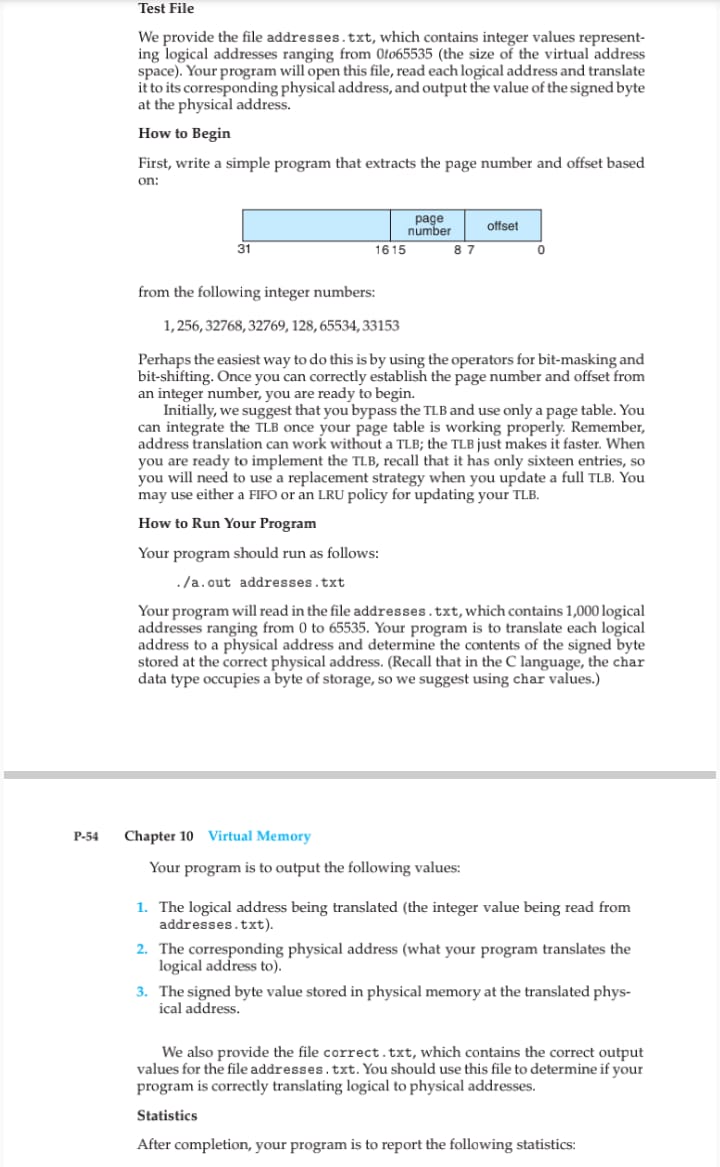 Test File
We provide the file addresses.txt, which contains integer values represent-
ing logical addresses ranging from 0to65535 (the size of the virtual address
space). Your program will open this file, read each logical address and translate
it to its corresponding physical address, and output the value of the signed byte
at the physical address.
How to Begin
First, write a simple program that extracts the page number and offset based
on:
page
number
offset
31
16 15
8 7
0
from the following integer numbers:
1, 256, 32768, 32769, 128, 65534, 33153
Perhaps the easiest way to do this is by using the operators for bit-masking and
bit-shifting. Once you can correctly establish the page number and offset from
an integer number, you are ready to begin.
Initially, we suggest that you bypass the TLB and use only a page table. You
can integrate the TLB once your page table is working properly. Remember,
address translation can work without a TLB; the TLB just makes it faster. When
you are ready to implement the TLB, recall that it has only sixteen entries, so
you will need to use a replacement strategy when you update a full TLB. You
may use either a FIFO or an LRU policy for updating your TLB.
How to Run Your Program
Your program should run as follows:
./a.out addresses.txt
Your program will read in the file addresses.txt, which contains 1,000 logical
addresses ranging from 0 to 65535. Your program is to translate each logical
address to a physical address and determine the contents of the signed byte
stored at the correct physical address. (Recall that in the C language, the char
data type occupies a byte of storage, so we suggest using char values.)
P-54 Chapter 10 Virtual Memory
Your program is to output the following values:
1. The logical address being translated (the integer value being read from
addresses.txt).
2. The corresponding physical address (what your program translates the
logical address to).
3. The signed byte value stored in physical memory at the translated phys-
ical address.
We also provide the file correct.txt, which contains the correct output
values for the file addresses.txt. You should use this file to determine if your
program is correctly translating logical to physical addresses.
Statistics
After completion, your program is to report the following statistics: